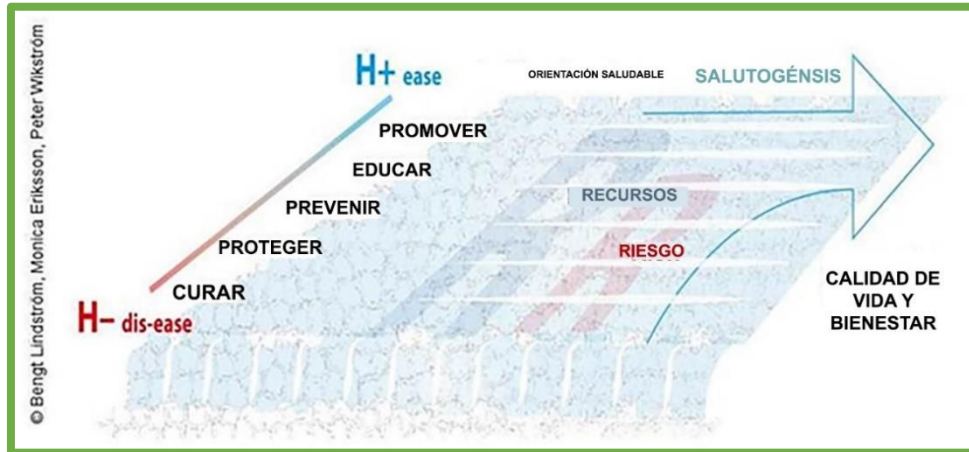 © Bengt Lindström, Monica Eriksson, Peter Wikström
H+ ease
ORIENTACIÓN SALUDABLE
SALUTOGÉNSIS
PROMOVER
EDUCAR
PREVENIR
PROTEGER
CURAR
H– dis-ease
RECURSOS
RIESGO
CALIDAD DE
VIDA Y
BIENESTAR